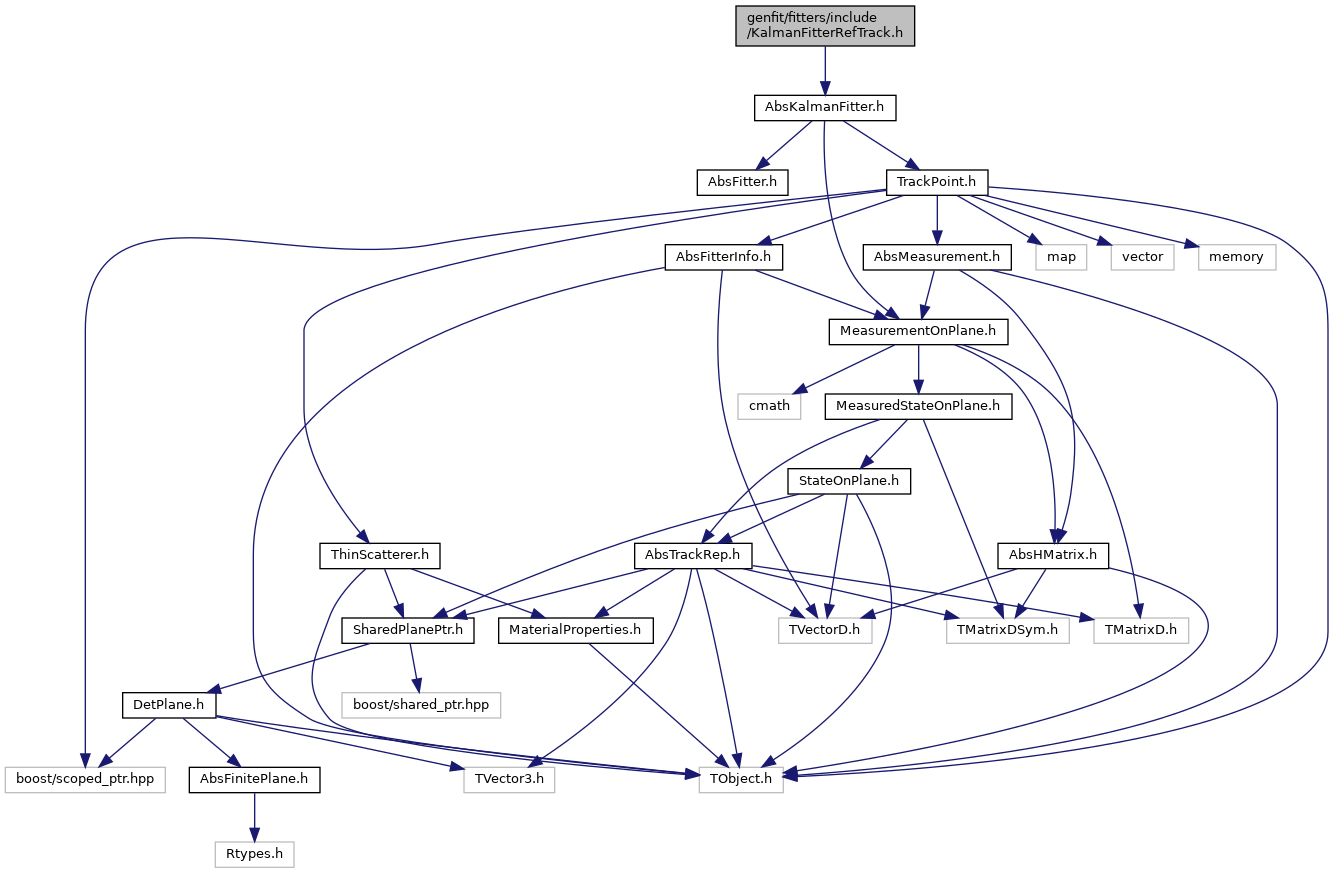 genfit/fitters/include
/KalmanFitterRefTrack.h
AbsKalmanFitter.h
AbsFitter.h
TrackPoint.h
AbsFitterInfo.h
AbsMeasurement.h
map
vector
memory
MeasurementOnPlane.h
cmath
MeasuredStateOnPlane.h
StateOnPlane.h
ThinScatterer.h
AbsTrackRep.h
AbsHMatrix.h
SharedPlanePtr.h
MaterialProperties.h
TVectorD.h
TMatrixDSym.h
TMatrixD.h
DetPlane.h
boost/shared_ptr.hpp
boost/scoped_ptr.hpp
AbsFinitePlane.h
TVector3.h
TObject.h
Rtypes.h